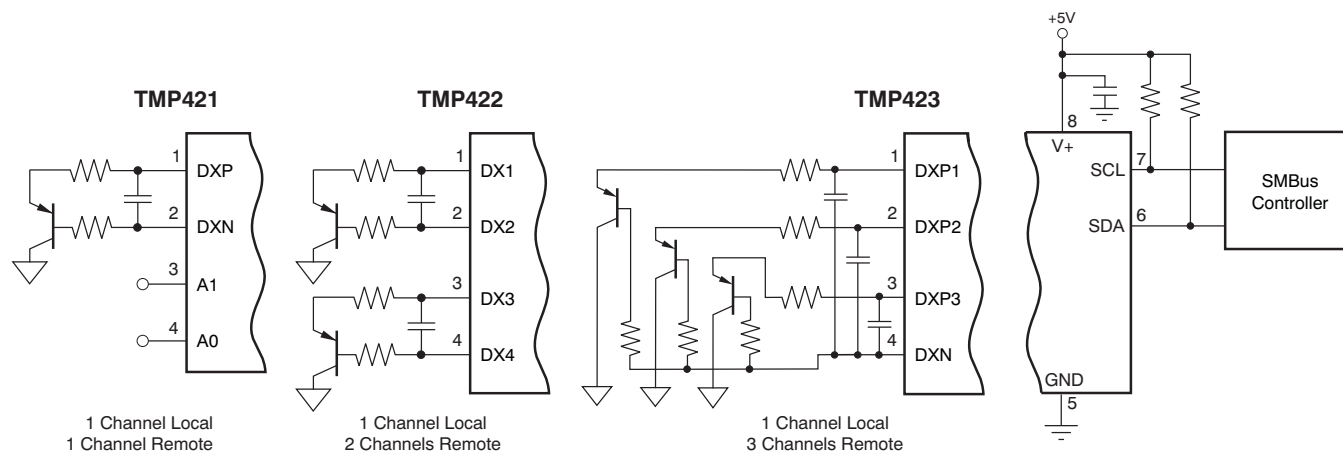 TMP421
1
DXP
2
DXN
3
A1
4
A0
1 Channel Local
1 Channel Remote
TMP422
1
DX1
2
DX2
3
DX3
4
DX4
1 Channel Local
2 Channels Remote
TMP423
1
DXP1
2
DXP2
3
DXP3
4
DXN
1 Channel Local
3 Channels Remote
+5V
8
V+
7
SCL
6
SDA
GND
5
SMBus
Controller